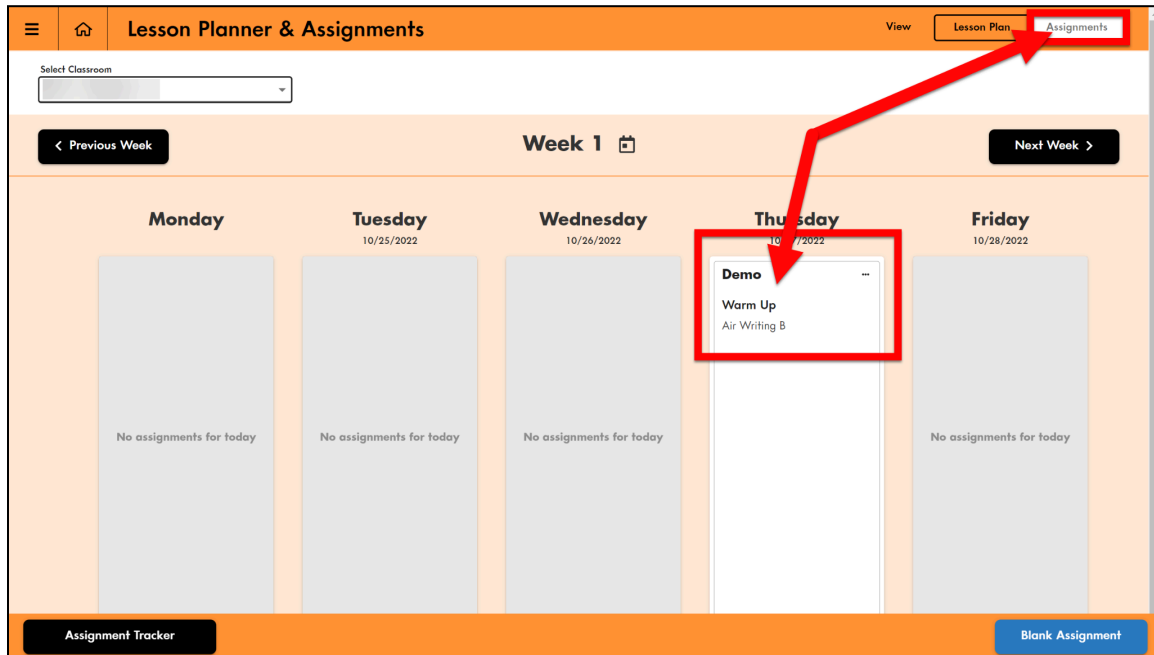 Lesson Planner & Assignments
View
Lesson Plan
Assignments
Select Classroom
Previous Week
Week 1
Next Week
Monday
Tuesday
Wednesday
Thursday
Friday
10/25/2022
10/26/2022
10/28/2022
Demo
Warm Up
Air Writing B
No assignments for today
No assignments for today
No assignments for today
No assignments for today
Assignment Tracker
Blank Assignment